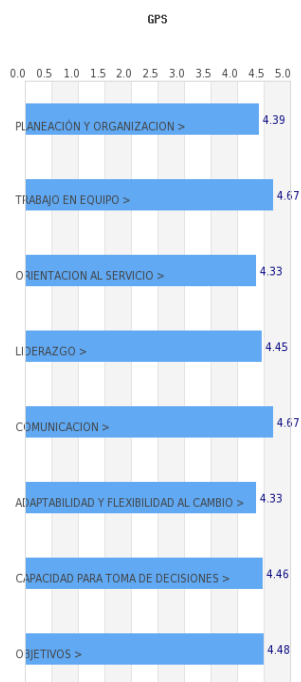 GPS
0.0 0.5 1.0 1.5 2.0 2.5 3.0 3.5 4.0 4.5 5.0
PLANEACIÓN Y ORGANIZACION > 4.39
TRABAJO EN EQUIPO > 4.67
ORIENTACION AL SERVICIO > 4.33
LIDERAZGO > 4.45
COMUNICACION > 4.67
ADAPTABILIDAD Y FLEXIBILIDAD AL CAMBIO > 4.33
CAPACIDAD PARA TOMA DE DECISIONES > 4.46
OBJETIVOS > 4.48